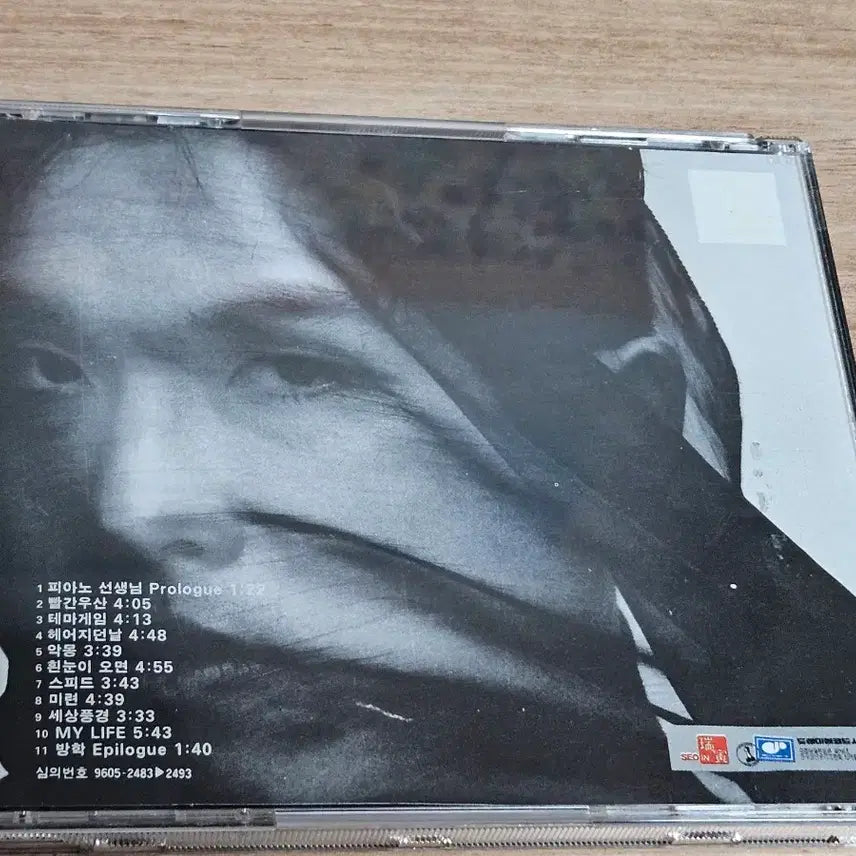 1 피아노 선생님 Prologue 1:22
2 빨간우산 4:05
3 테마게임 4:13
4 헤어지던날 4:48
5 악몽 3:39
6 흰눈이 오면 4:55
7 스피드 3:43
8 미련 4:39
9 세상풍경 3:33
10 MY LIFE 5:43
11 방학 Epilogue 1:40
심의번호 9605-2483▶2493
SEO IN